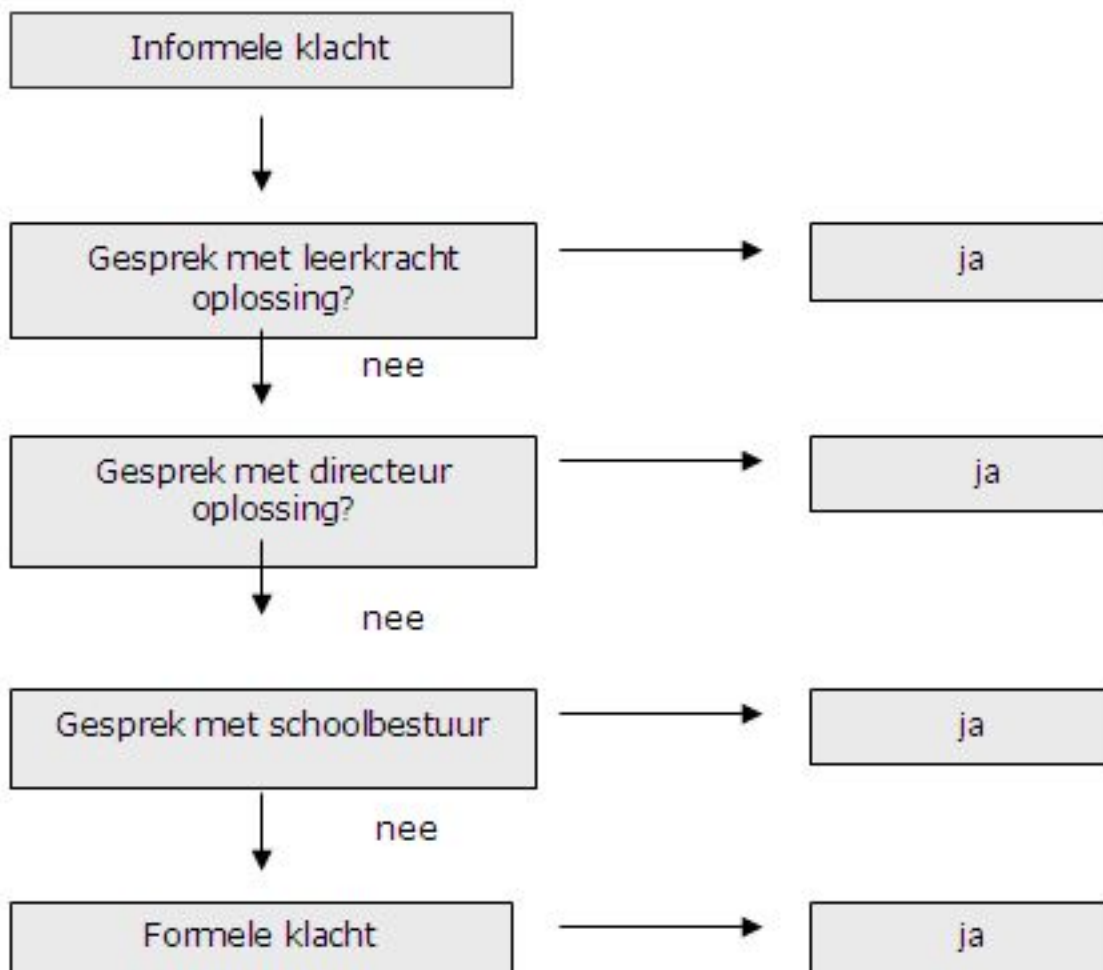 Informele klacht
Gesprek met leerkracht
oplossing?
ja
nee
Gesprek met directeur
oplossing?
ja
nee
Gesprek met schoolbestuur
ja
nee
Formele klacht
ja